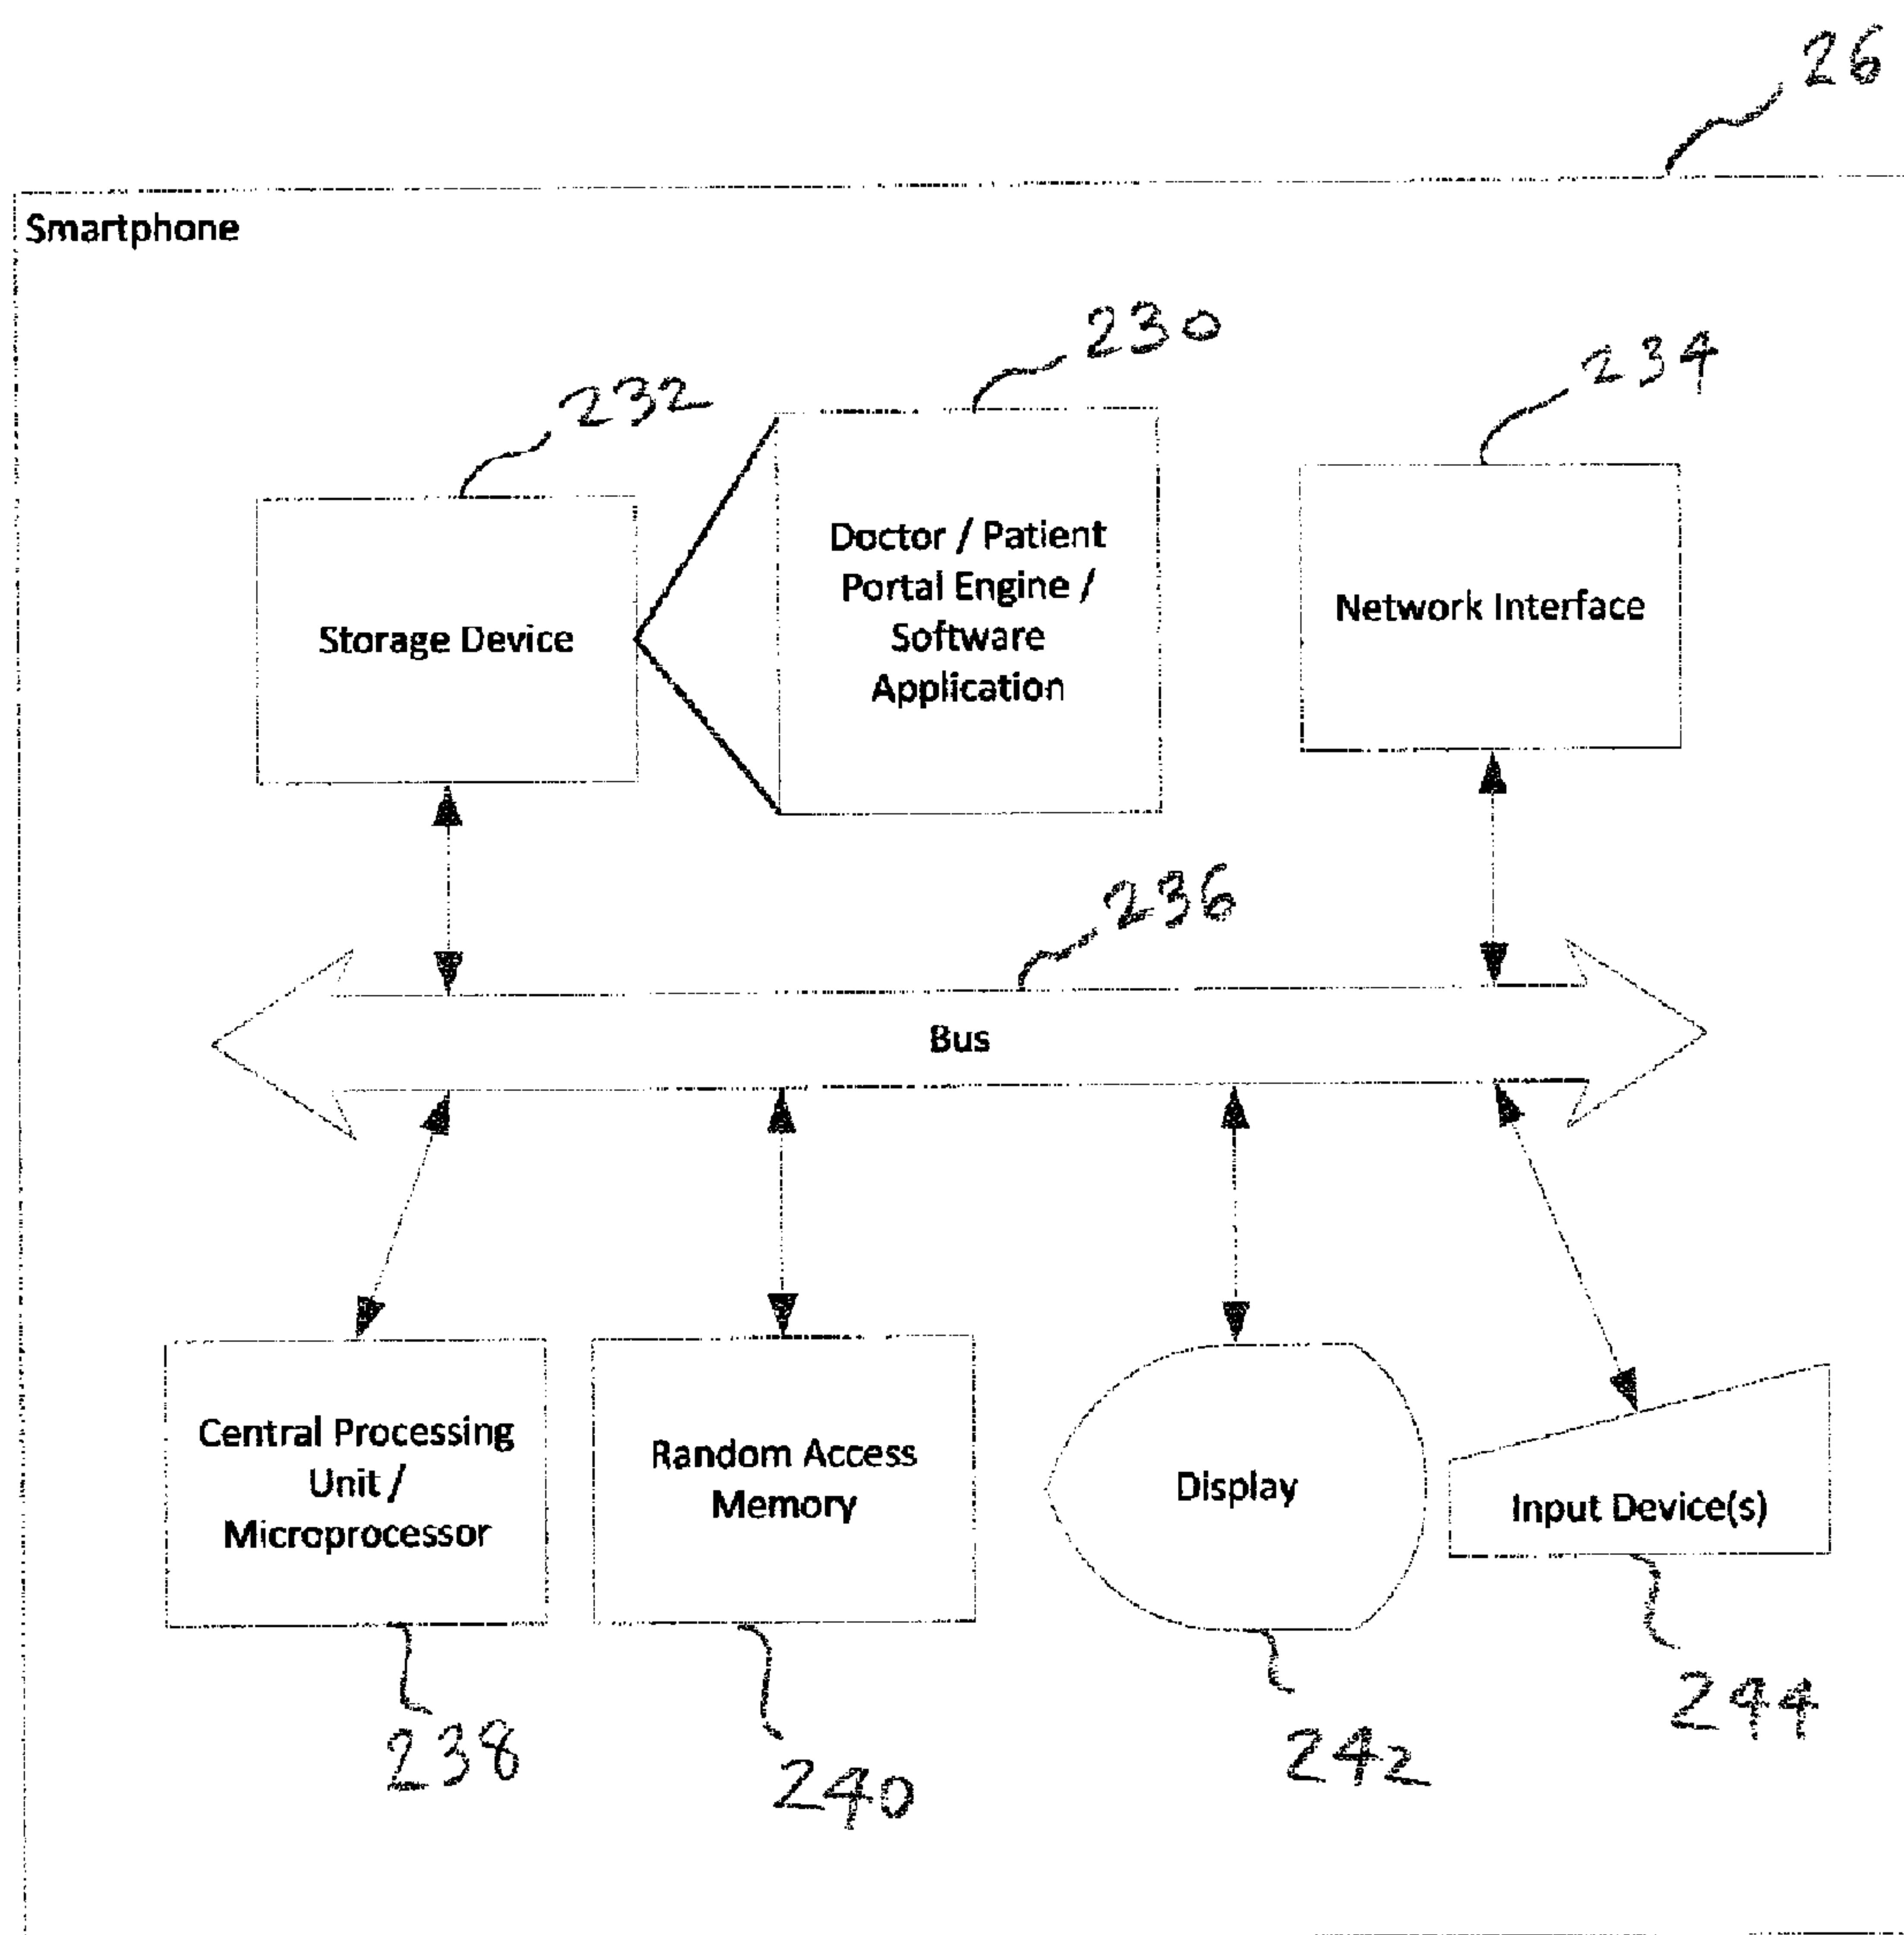 26
Smartphone
230
234
232
Doctor / Patient
Portal Engine /
Software
Application
Storage Device
Network Interface
236
Bus
Central Processing
Unit /
Microprocessor
Random Access
Memory
Display
Input Device(s)
238
240
242
244